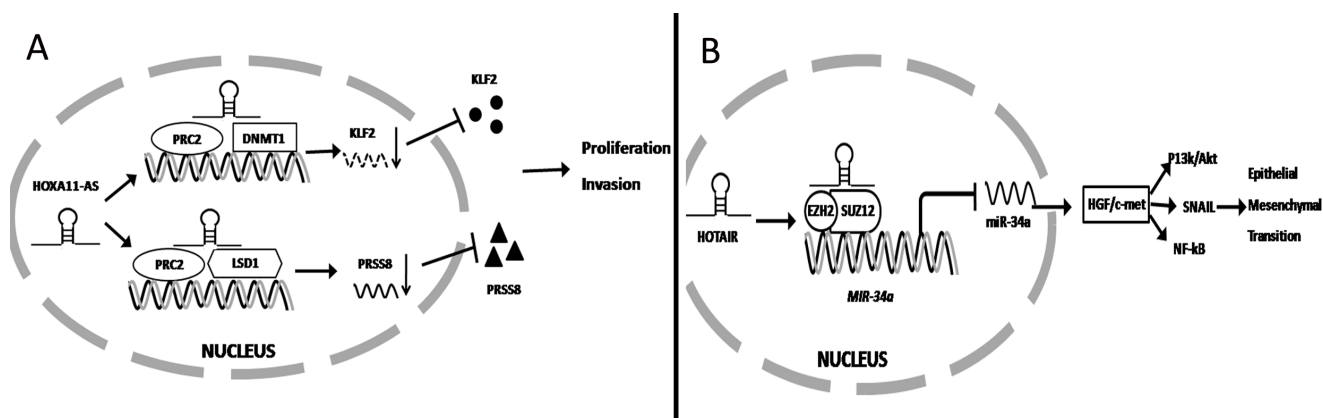 A
KLF2
PRC2
DNMT1
KLF2
HOXA11-AS
PRC2
LSD1
PRSS8
PRSS8
NUCLEUS
Proliferation
Invasion
B
HOTAIR
EZH2
SUZ12
MIR-34a
miR-34a
HGF/c-met
P13k/Akt
SNAIL
NF-kB
Epithelial
Mesenchymal
Transition
NUCLEUS